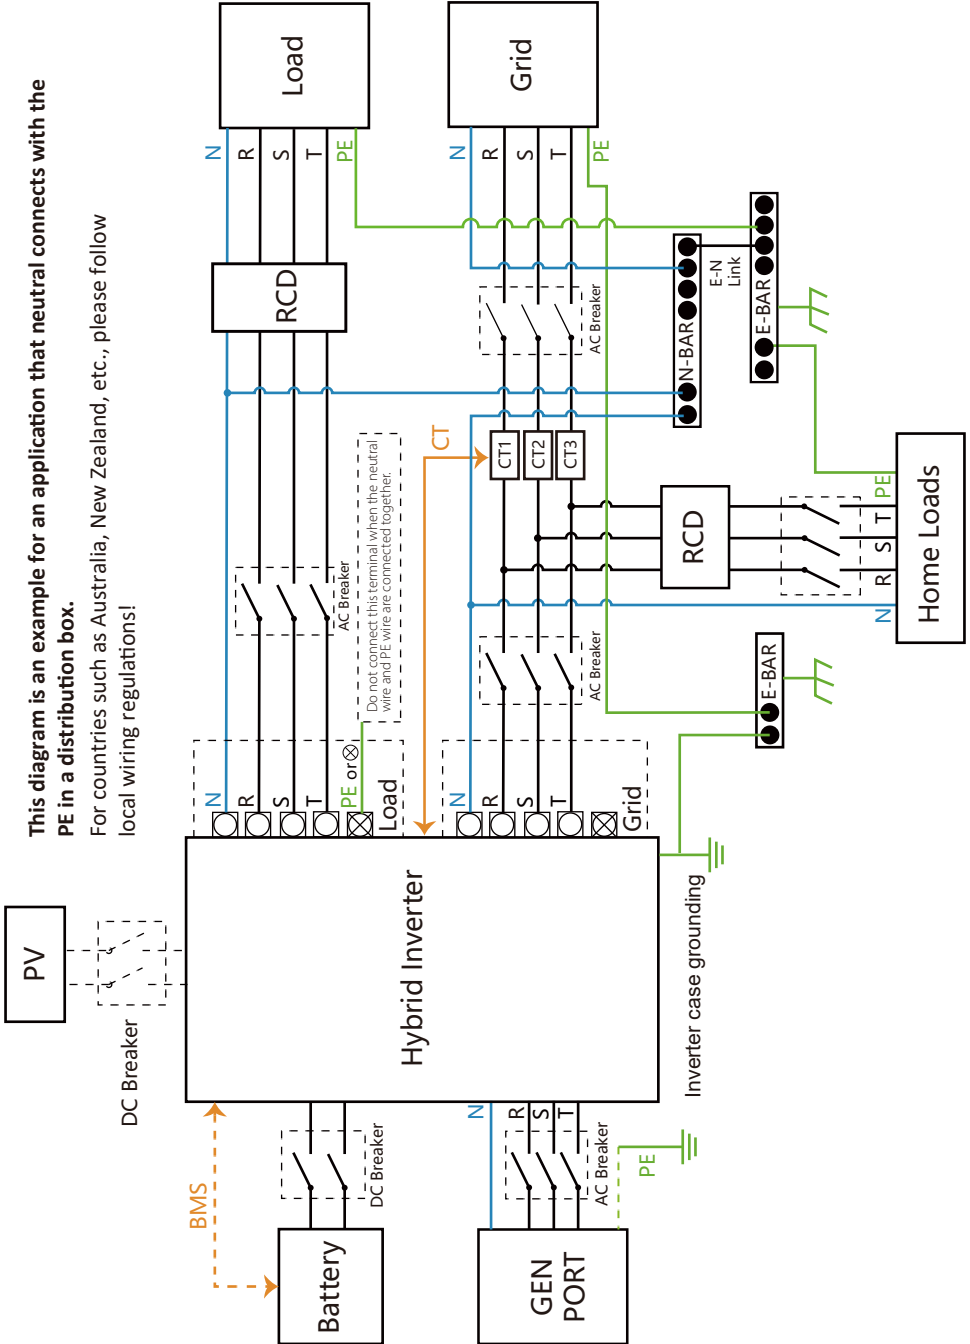 This diagram is an example for an application that neutral connects with the
PE in a distribution box.
For countries such as Australia, New Zealand, etc., please follow
local wiring regulations!
PV
DC Breaker
BMS
Battery
DC Breaker
Hybrid Inverter
GEN
PORT
N
R
S
T
AC Breaker
PE
Inverter case grounding
N
R
S
T
PE or
Load
Do not connect this terminal when the neutral
wire and PE wire are connected together.
AC Breaker
RCD
N
R
S
T
PE
Load
CT
N
R
S
T
Grid
AC Breaker
CT1
CT2
CT3
AC Breaker
N
R
S
T
PE
Grid
N-BAR
E-N
Link
E-BAR
RCD
E-BAR
N
R
S
T
PE
Home Loads